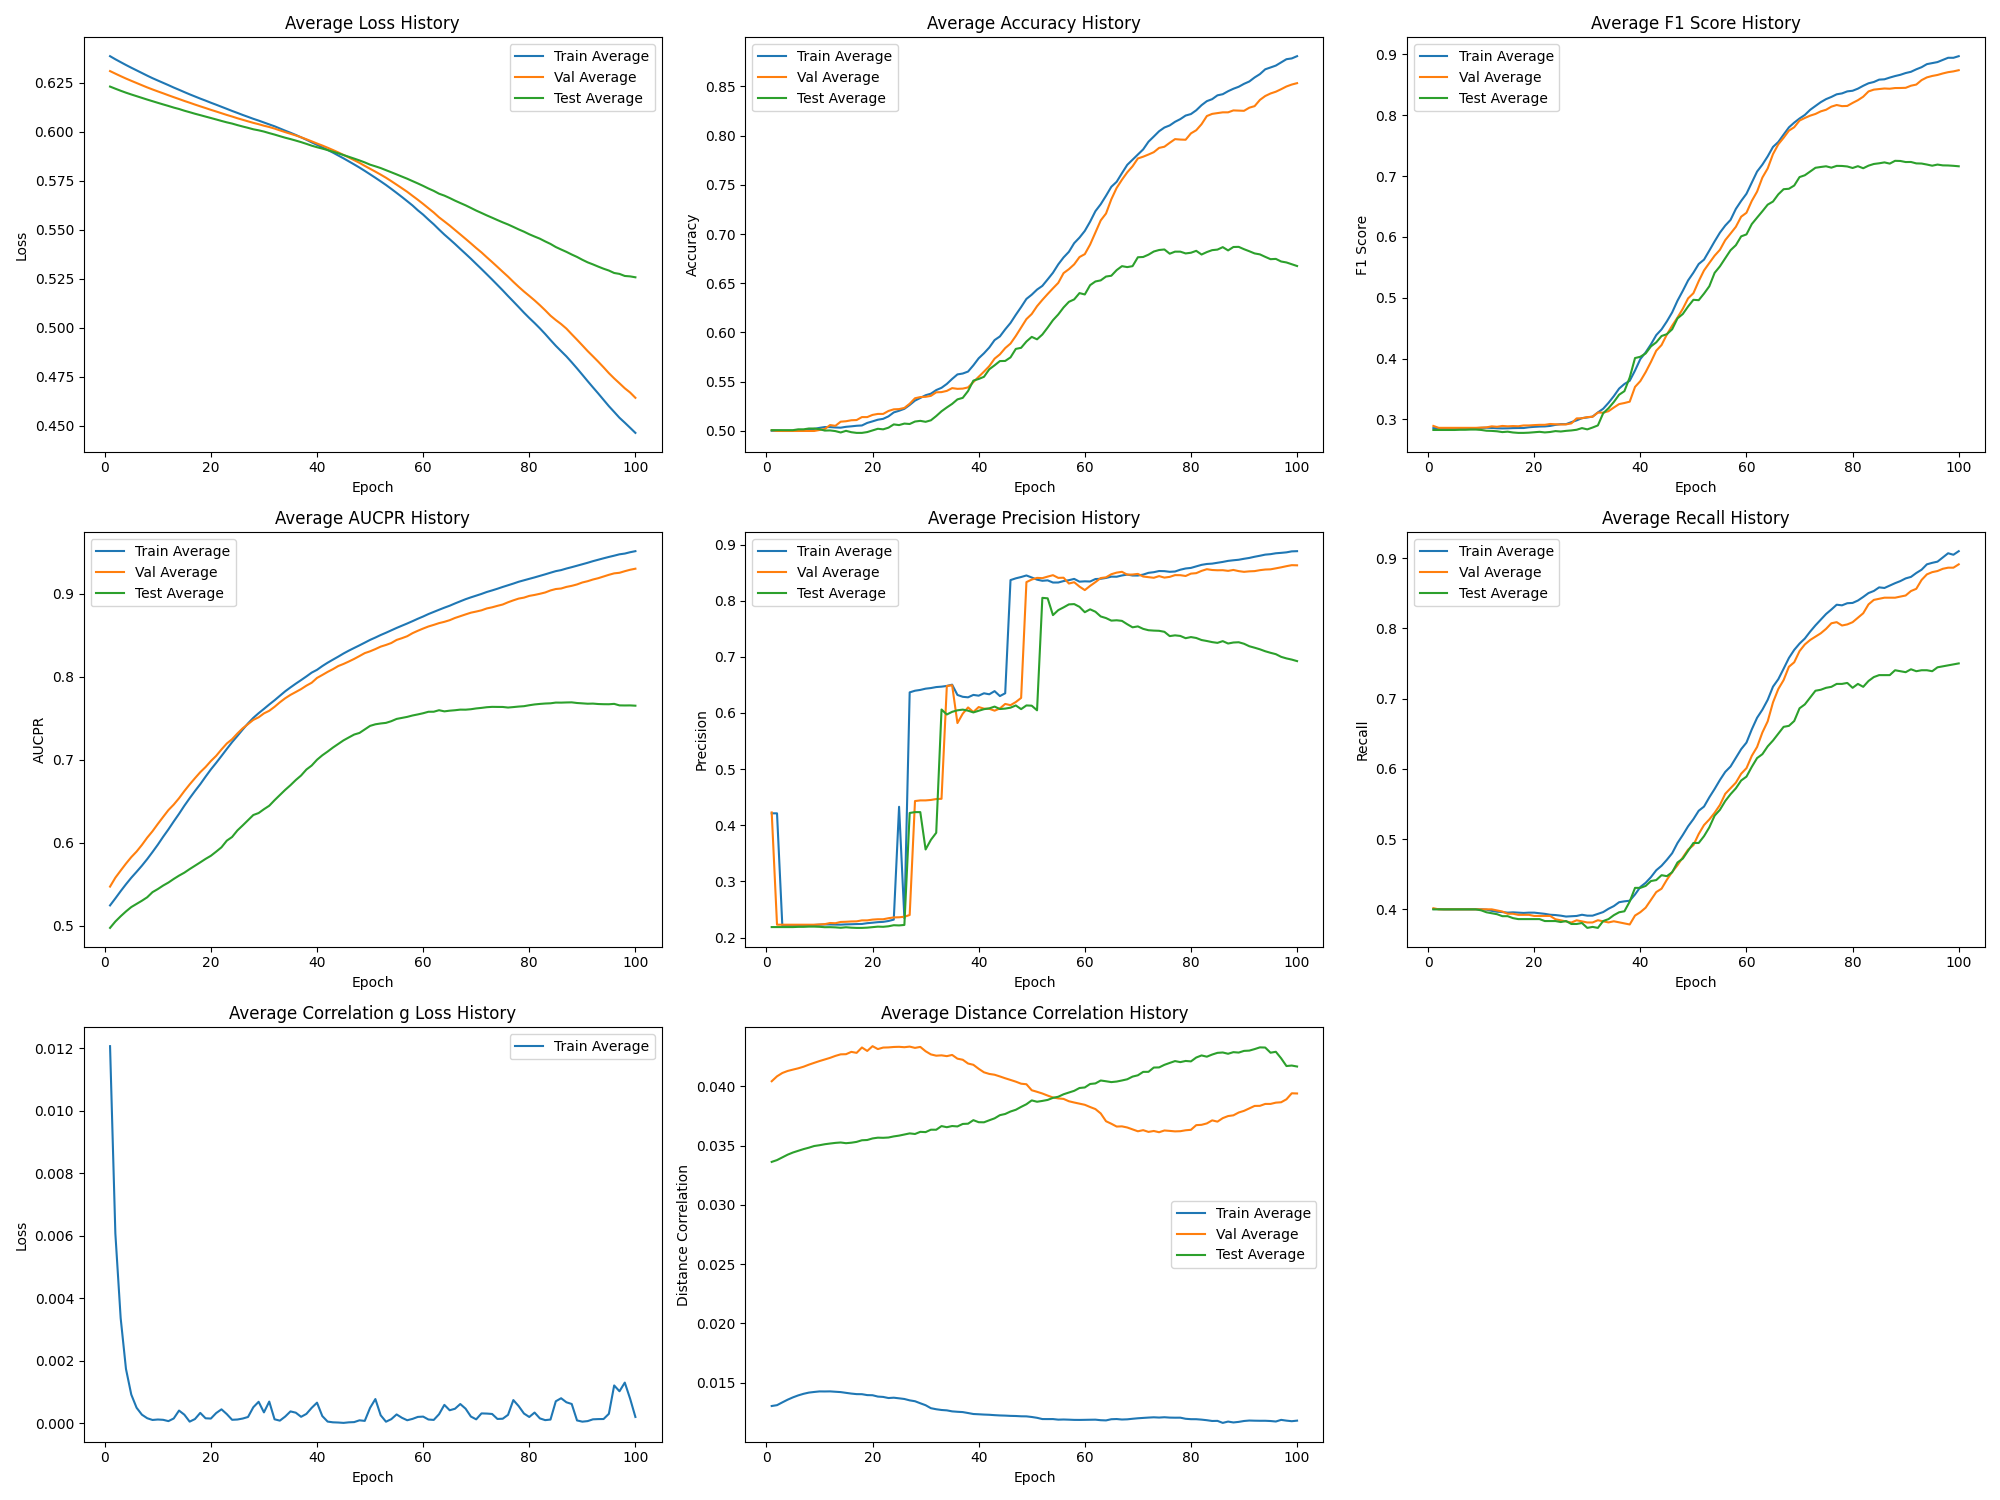 Average Loss History
Train Average
Val Average
Test Average
0.625
0.600
0.575
0.550
0.525
0.500
0.475
0.450
Loss
0 20 40 60 80 100
Epoch
Average Accuracy History
Train Average
Val Average
Test Average
0.85
0.80
0.75
0.70
0.65
0.60
0.55
0.50
Accuracy
0 20 40 60 80 100
Epoch
Average F1 Score History
Train Average
Val Average
Test Average
0.9
0.8
0.7
0.6
0.5
0.4
0.3
F1 Score
0 20 40 60 80 100
Epoch
Average AUCPR History
Train Average
Val Average
Test Average
0.9
0.8
0.7
0.6
0.5
AUCPR
0 20 40 60 80 100
Epoch
Average Precision History
Train Average
Val Average
Test Average
0.9
0.8
0.7
0.6
0.5
0.4
0.3
0.2
Precision
0 20 40 60 80 100
Epoch
Average Recall History
Train Average
Val Average
Test Average
0.9
0.8
0.7
0.6
0.5
0.4
Recall
0 20 40 60 80 100
Epoch
Average Correlation g Loss History
Train Average
0.012
0.010
0.008
0.006
0.004
0.002
0.000
Loss
0 20 40 60 80 100
Epoch
Average Distance Correlation History
0.040
0.035
0.030
0.025
0.020
0.015
Distance Correlation
Train Average
Val Average
Test Average
0 20 40 60 80 100
Epoch